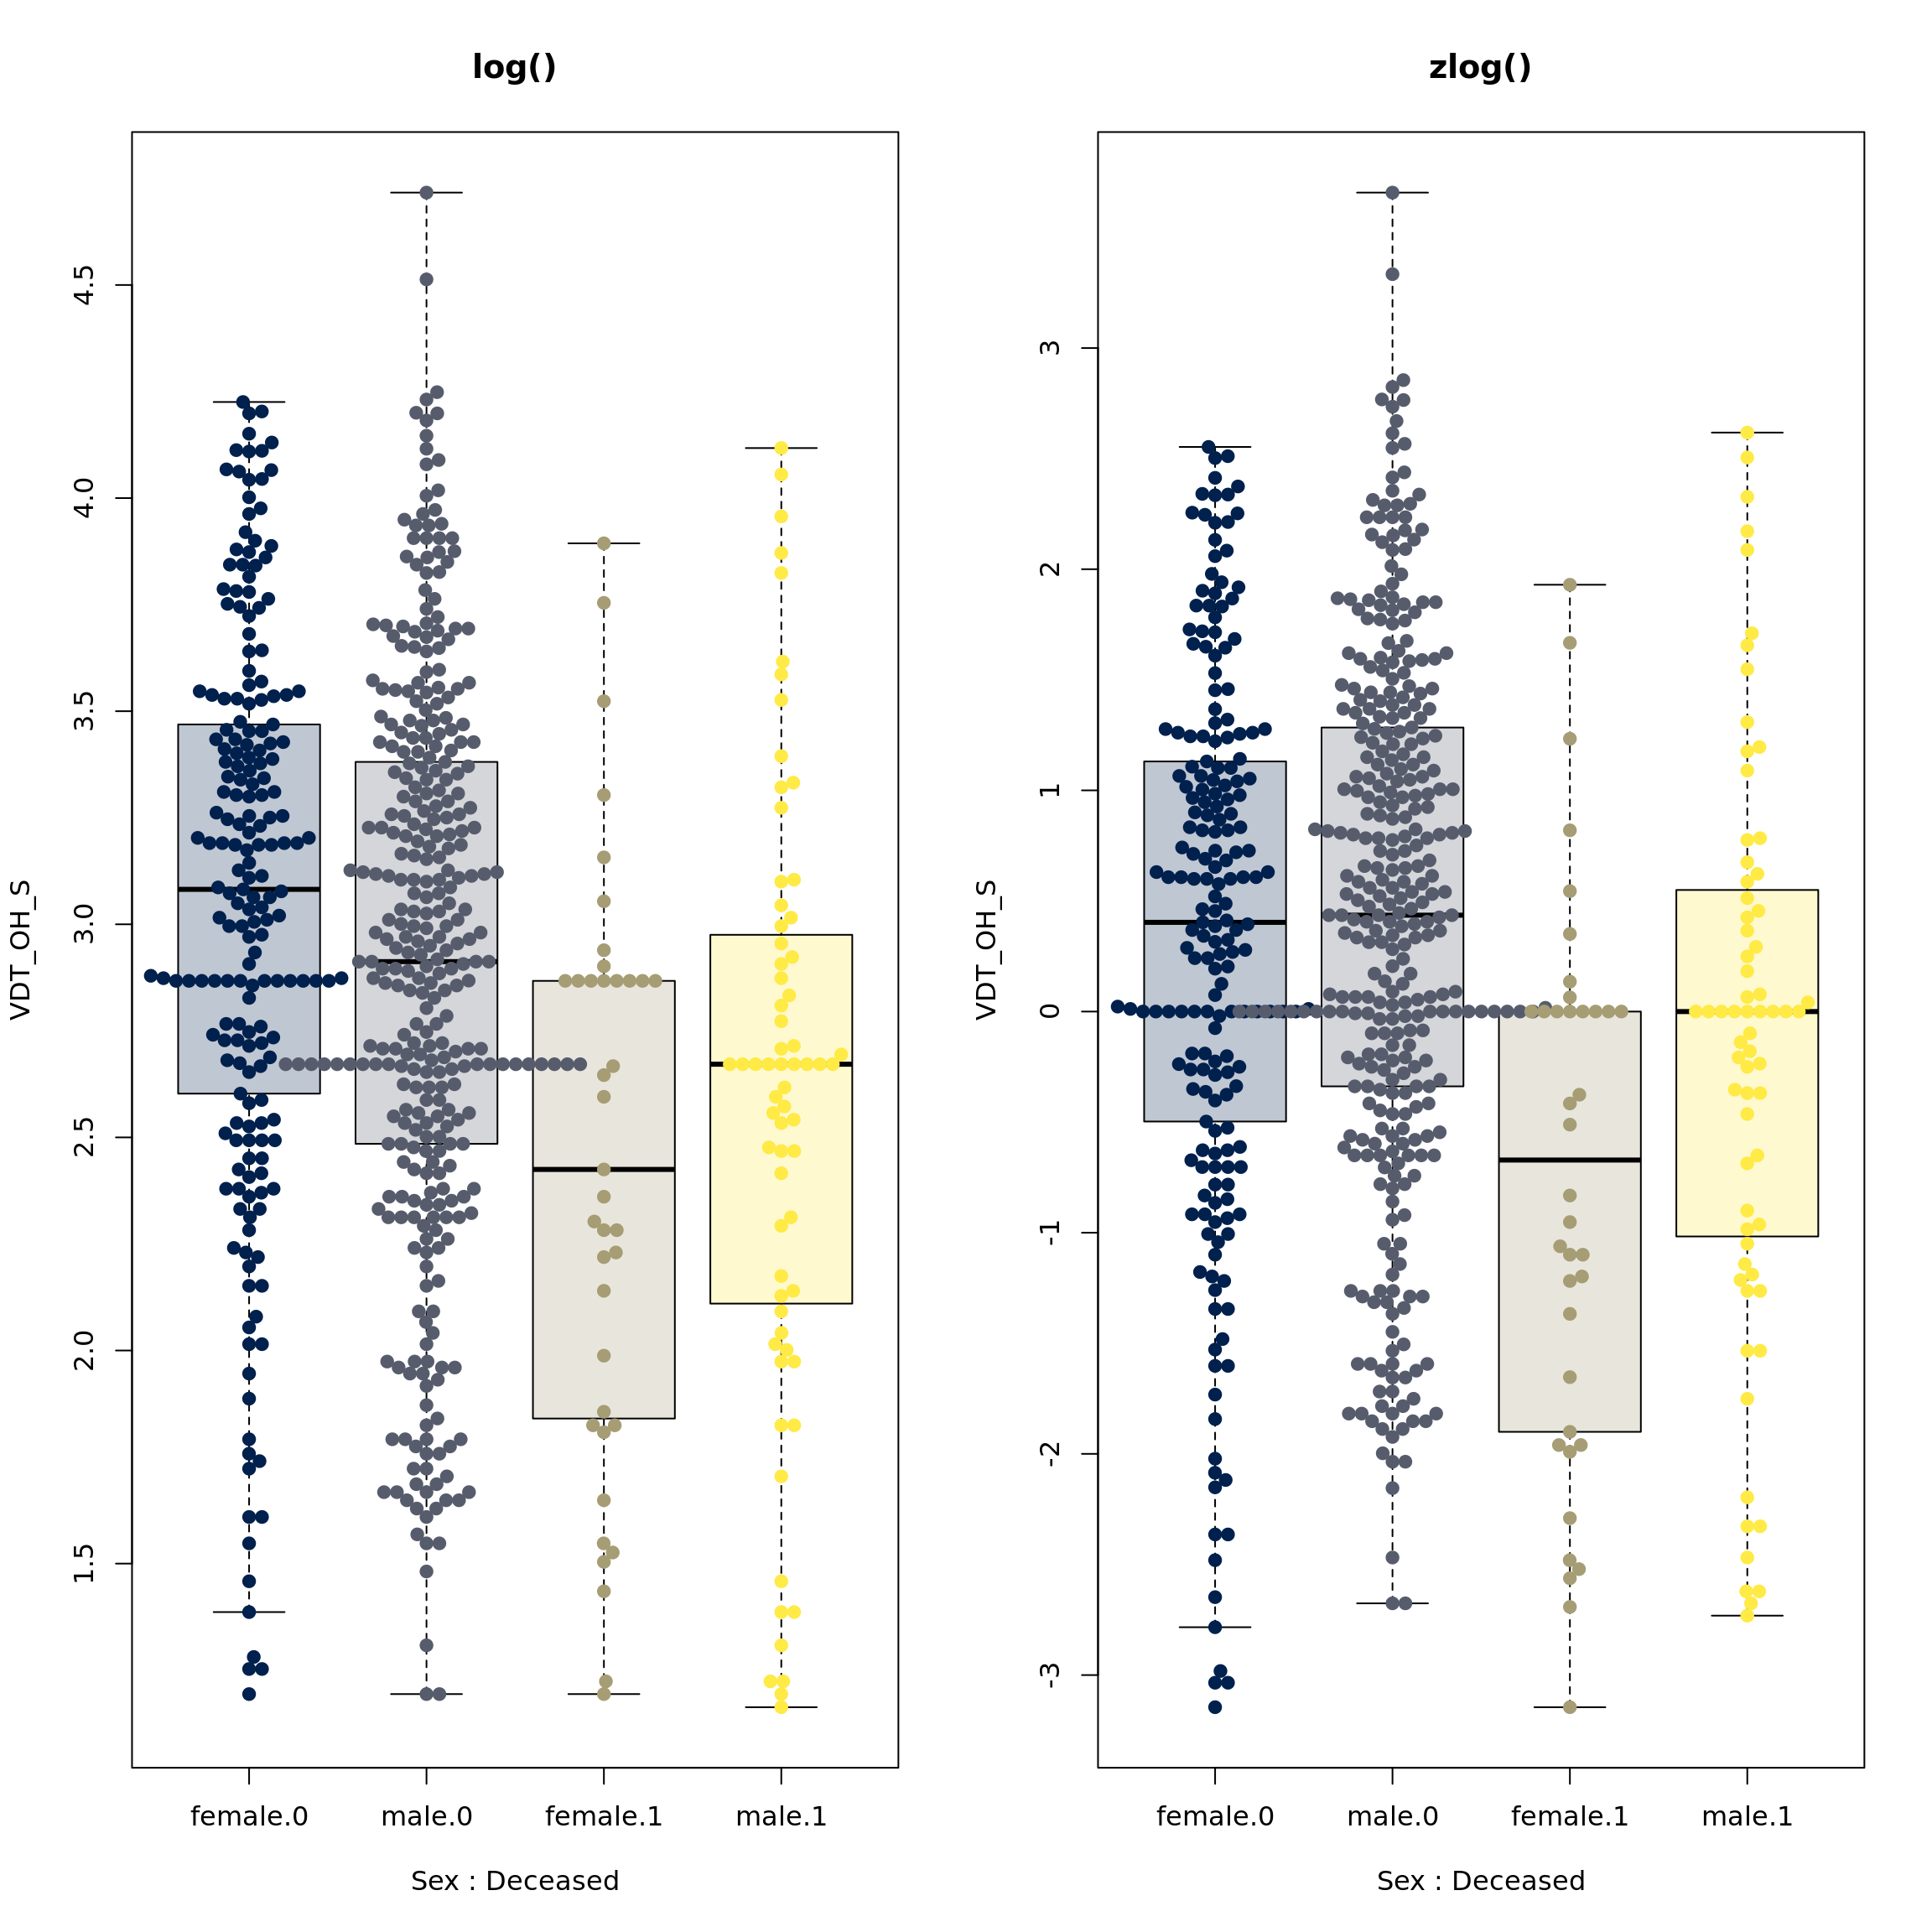 log()
VDT_OH_S
4.5
4.0
3.5
3.0
2.5
2.0
1.5
female.0 male.0 female.1 male.1
Sex : Deceased
zlog()
VDT_OH_S
3
2
1
0
-1
-2
-3
female.0 male.0 female.1 male.1
Sex : Deceased